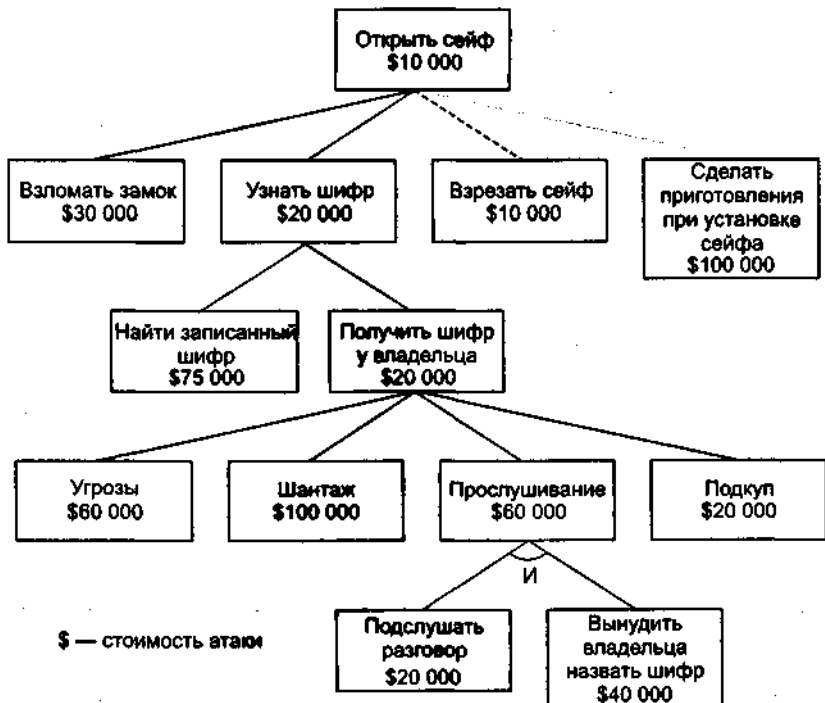 Открыть сейф
$10 000
Взломать замок
$30 000
Узнать шифр
$20 000
Взрезать сейф
$10 000
Сделать
приготовления
при установке
сейфа
$100 000
Найти записанный
шифр
$75 000
Получить шифр
у владельца
$20 000
Угрозы
$60 000
Шантаж
$100 000
Прослушивание
$60 000
Подкуп
$20 000
И
$ — стоимость атаки
Подслушать
разговор
$20 000
Вынудить
владельца
назвать шифр
$40 000